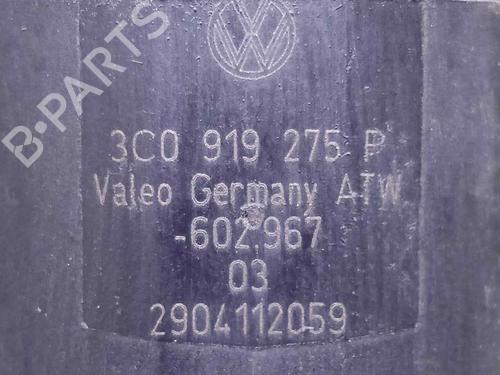 B-PARTS
3C0 919 275 P
Valeo Germany ATW
-602.967
03
2904112059